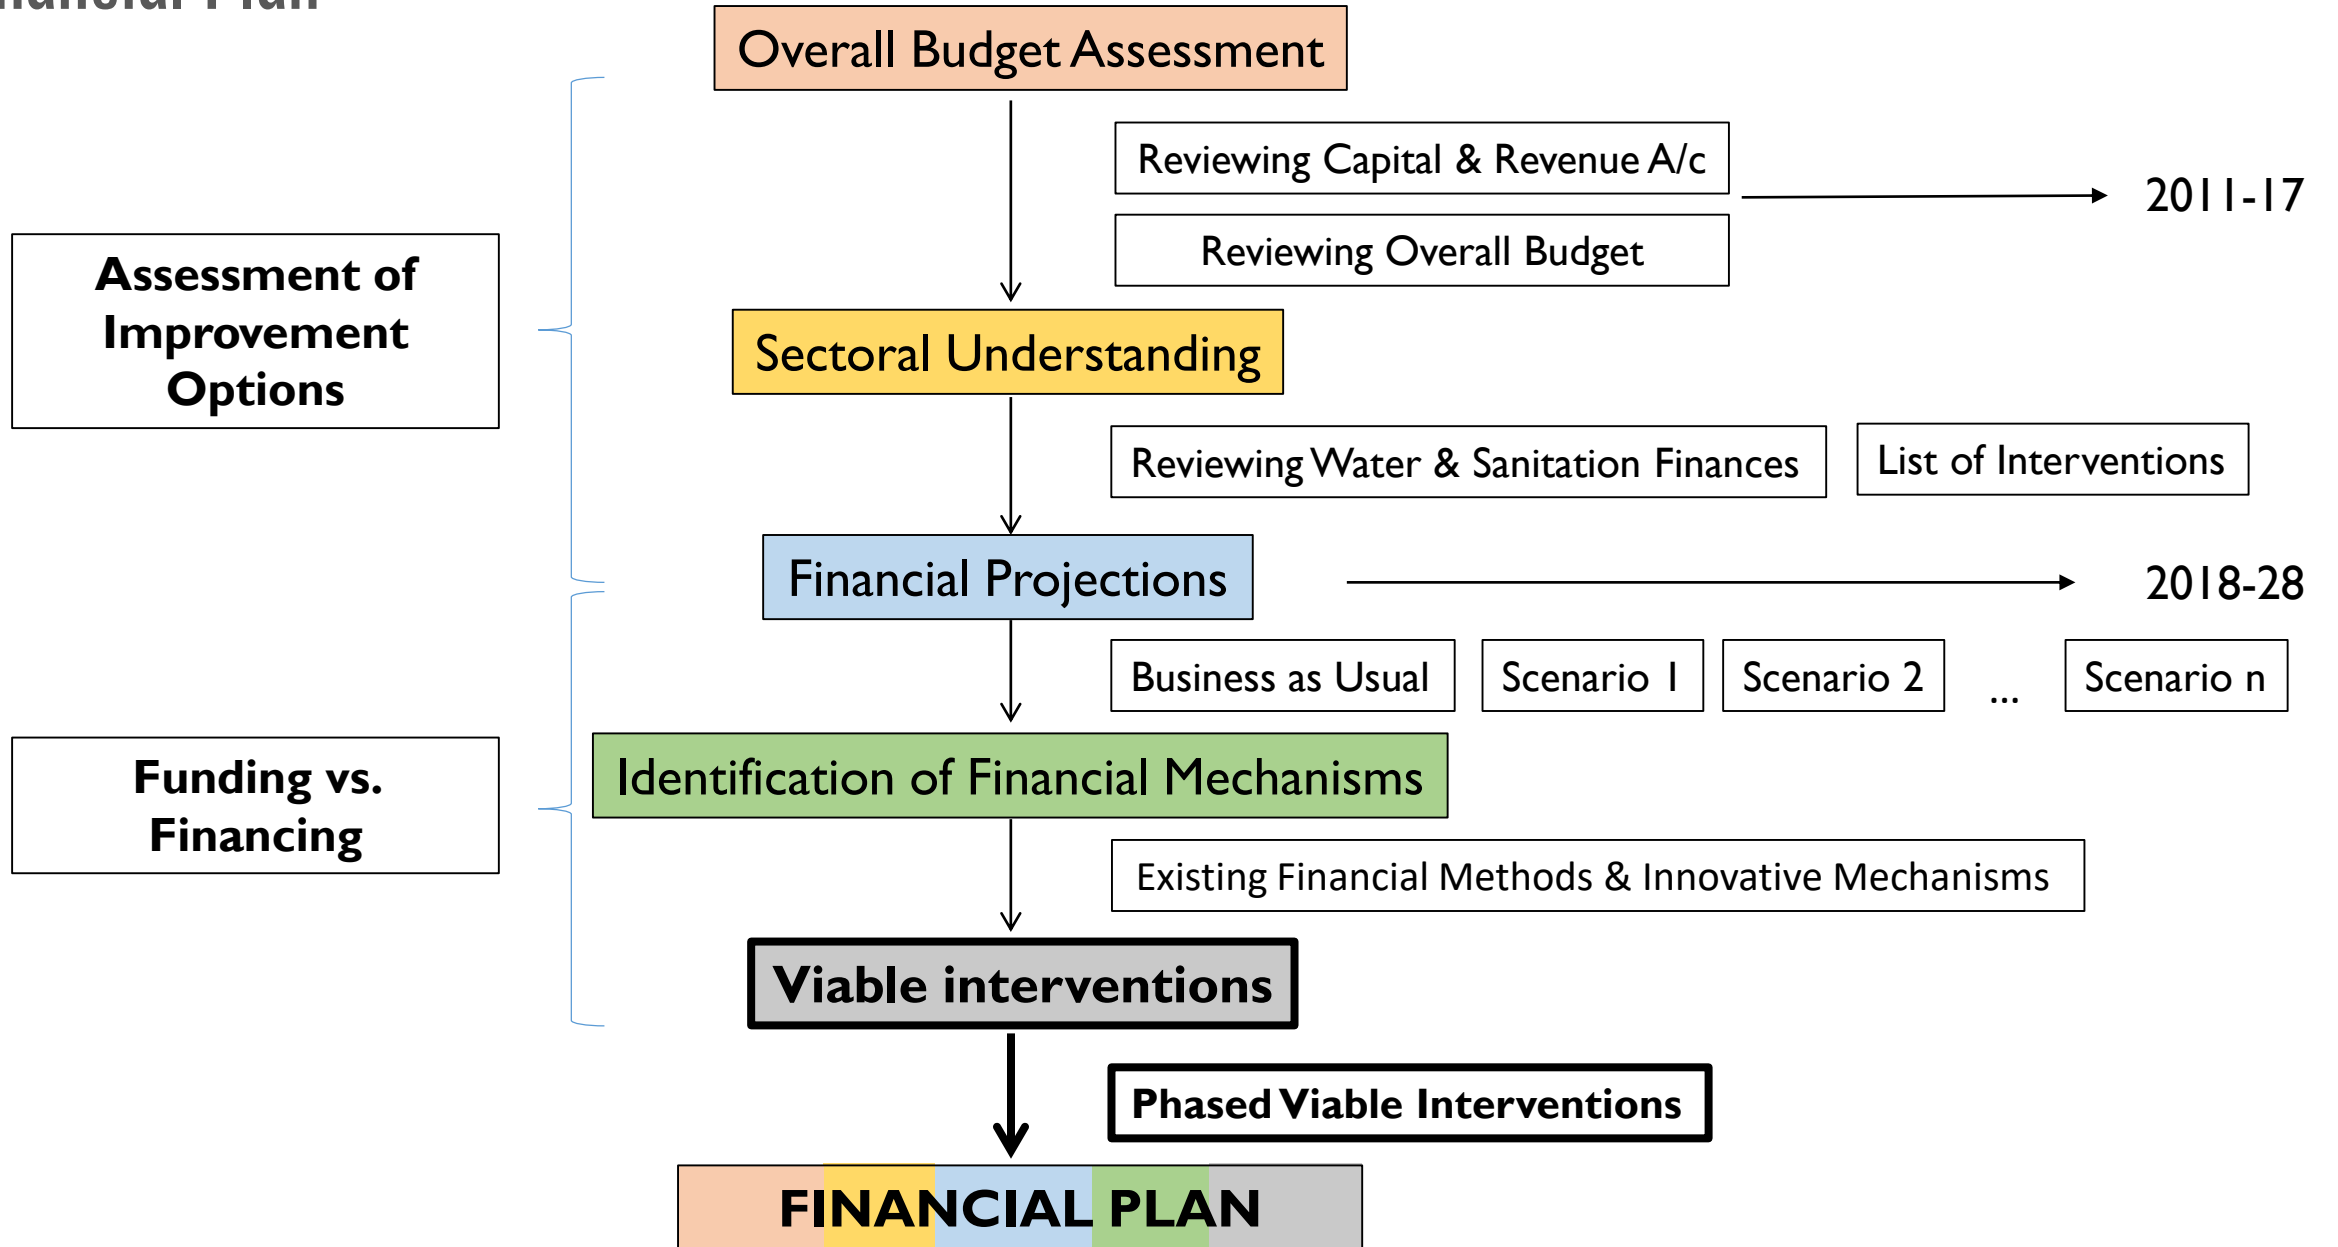 Plan
Overall Budget Assessment
Reviewing Capital & Revenue A/c
2011-17
Reviewing Overall Budget
Assessment of
Improvement
Options
Sectoral Understanding
Reviewing Water & Sanitation Finances
List of Interventions
Financial Projections
2018-28
Business as Usual
Scenario 1
Scenario 2
...
Scenario n
Funding vs.
Financing
Identification of Financial Mechanisms
Existing Financial Methods & Innovative Mechanisms
Viable interventions
Phased Viable Interventions
FINANCIAL PLAN